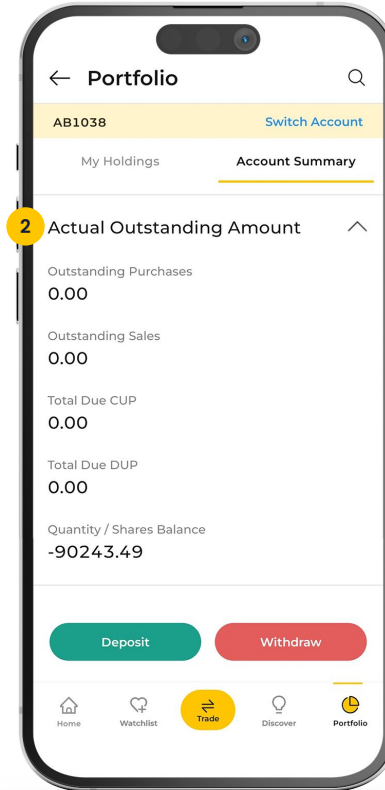 Portfolio
AB1038 Switch Account
My Holdings Account Summary
2 Actual Outstanding Amount
Outstanding Purchases
0.00
Outstanding Sales
0.00
Total Due CUP
0.00
Total Due DUP
0.00
Quantity / Shares Balance
-90243.49
Deposit Withdraw
Home Watchlist Trade Discover Portfolio